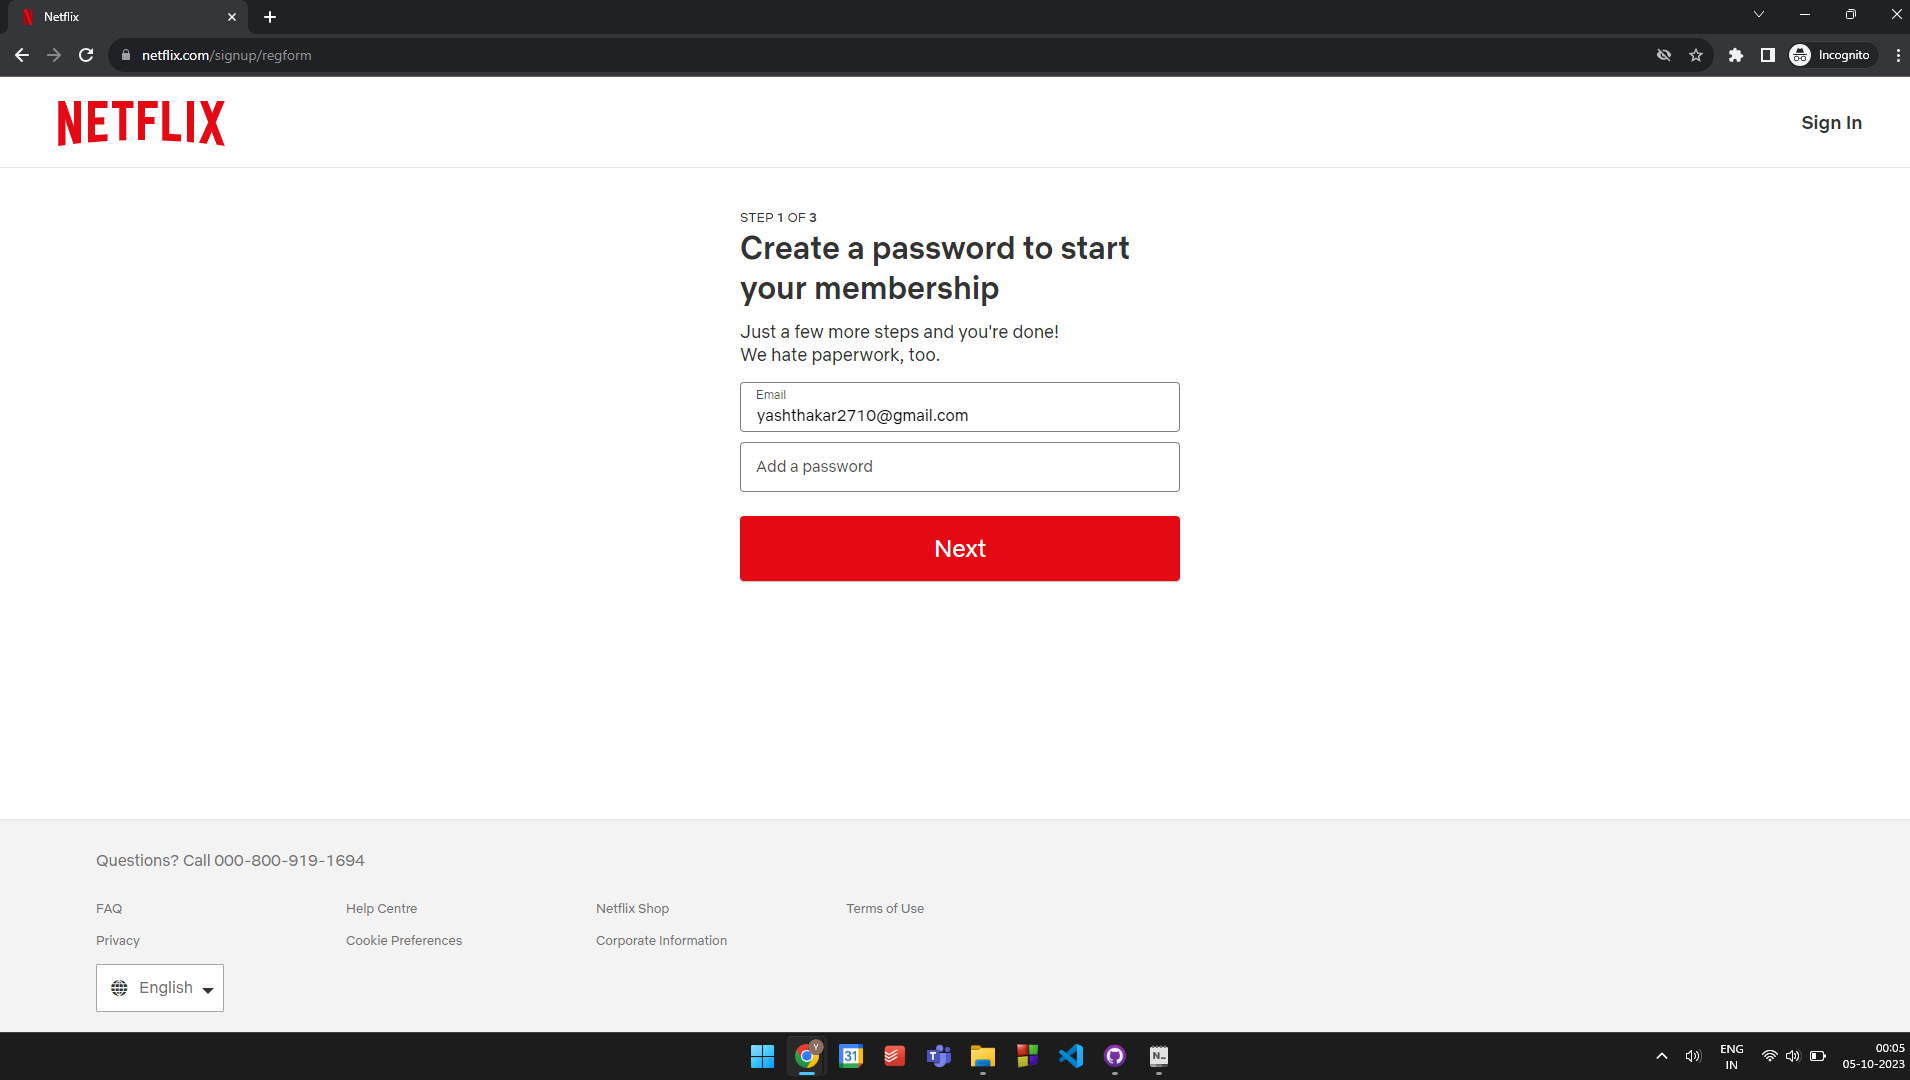 Netflix
netflix.com/signup/regform
Incognito
NETFLIX
Sign In
STEP 1 OF 3
Create a password to start
your membership
Just a few more steps and you're done!
We hate paperwork, too.
Email
yashthakar2710@gmail.com
Add a password
Next
Questions? Call 000-800-919-1694
FAQ
Help Centre
Netflix Shop
Terms of Use
Privacy
Cookie Preferences
Corporate Information
English
Y
31
T
N
ENG
IN
00:05
05-10-2023